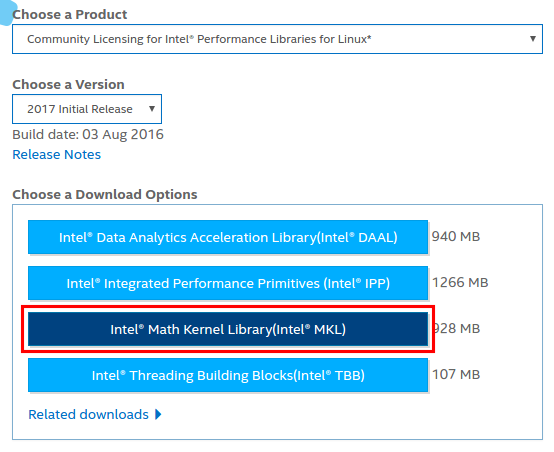 Choose a Product
Community Licensing for Intel® Performance Libraries for Linux*
Choose a Version
2017 Initial Release
Build date: 03 Aug 2016
Release Notes
Choose a Download Options
Intel® Data Analytics Acceleration Library(Intel® DAAL) 940 MB
Intel® Integrated Performance Primitives (Intel® IPP) 1266 MB
Intel® Math Kernel Library(Intel® MKL) 928 MB
Intel® Threading Building Blocks(Intel® TBB) 107 MB
Related downloads